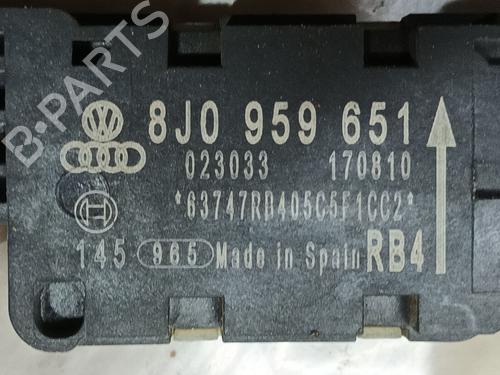 B-PARTS
8J0 959 651
023033 170810
*63747RB405C5F1CC2*
145 965 Made in Spain RB4